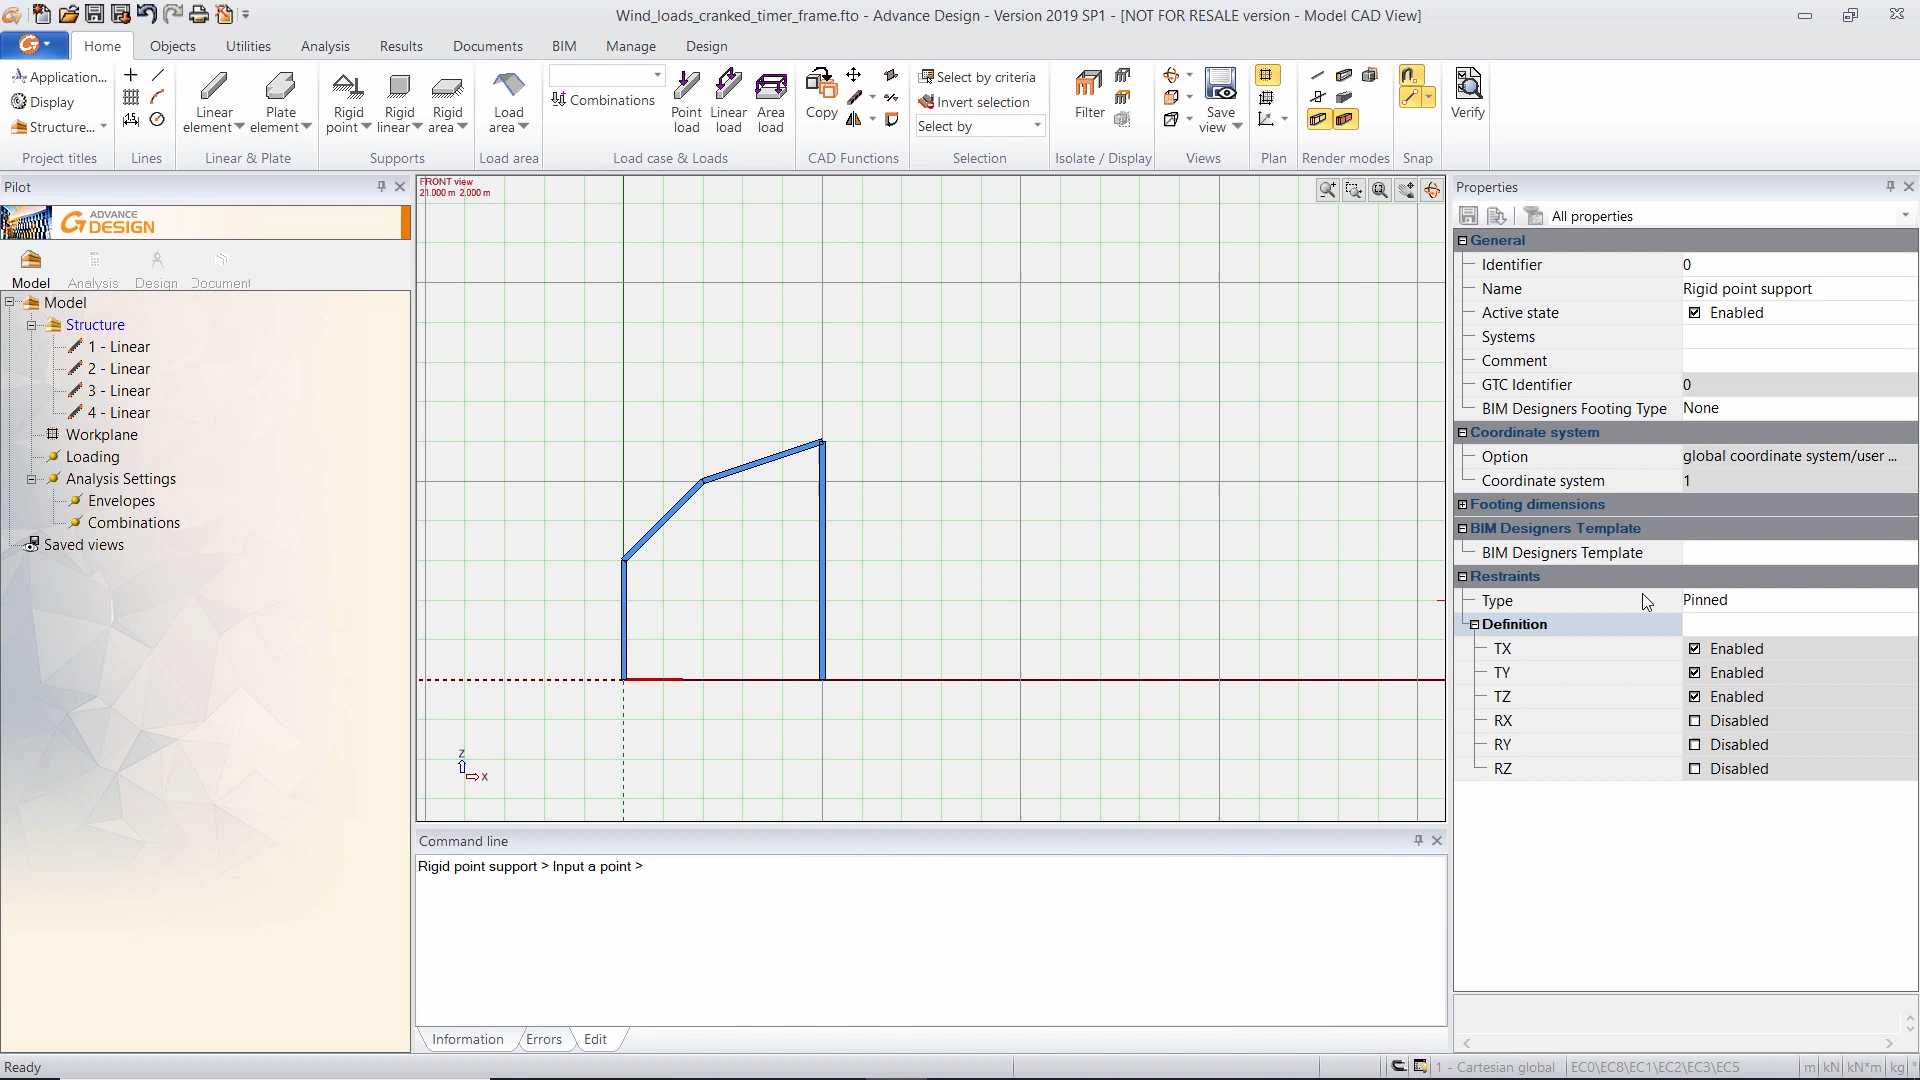 Wind_loads_cranked_timer_frame.fto - Advance Design - Version 2019 SP1 - [NOT FOR RESALE version - Model CAD View]
Home
Objects
Utilities
Analysis
Results
Documents
BIM
Manage
Design
Application...
Display
Structure...
Project titles
Lines
Linear element
Plate element
Linear & Plate
Rigid point
Rigid linear
Rigid area
Supports
Load area
Load area
Combinations
Point load
Linear load
Area load
Load case & Loads
Copy
CAD Functions
Select by criteria
Invert selection
Select by
Selection
Filter
Isolate / Display
Save view
Views
Plan
Render modes
Snap
Verify
Pilot
ADVANCE
DESIGN
Model
Analysis
Design
Document
Model
Structure
1 - Linear
2 - Linear
3 - Linear
4 - Linear
Workplane
Loading
Analysis Settings
Envelopes
Combinations
Saved views
FRONT view
21.000 m 2.000 m
Z
X
Command line
Rigid point support > Input a point >
Information
Errors
Edit
Properties
All properties
General
Identifier 0
Name Rigid point support
Active state Enabled
Systems
Comment
GTC Identifier 0
BIM Designers Footing Type None
Coordinate system
Option global coordinate system/user ...
Coordinate system 1
Footing dimensions
BIM Designers Template
BIM Designers Template
Restraints
Type Pinned
Definition
TX Enabled
TY Enabled
TZ Enabled
RX Disabled
RY Disabled
RZ Disabled
Ready
1 - Cartesian global
EC0\EC8\EC1\EC2\EC3\EC5
m
kN
kN*m
kg
°